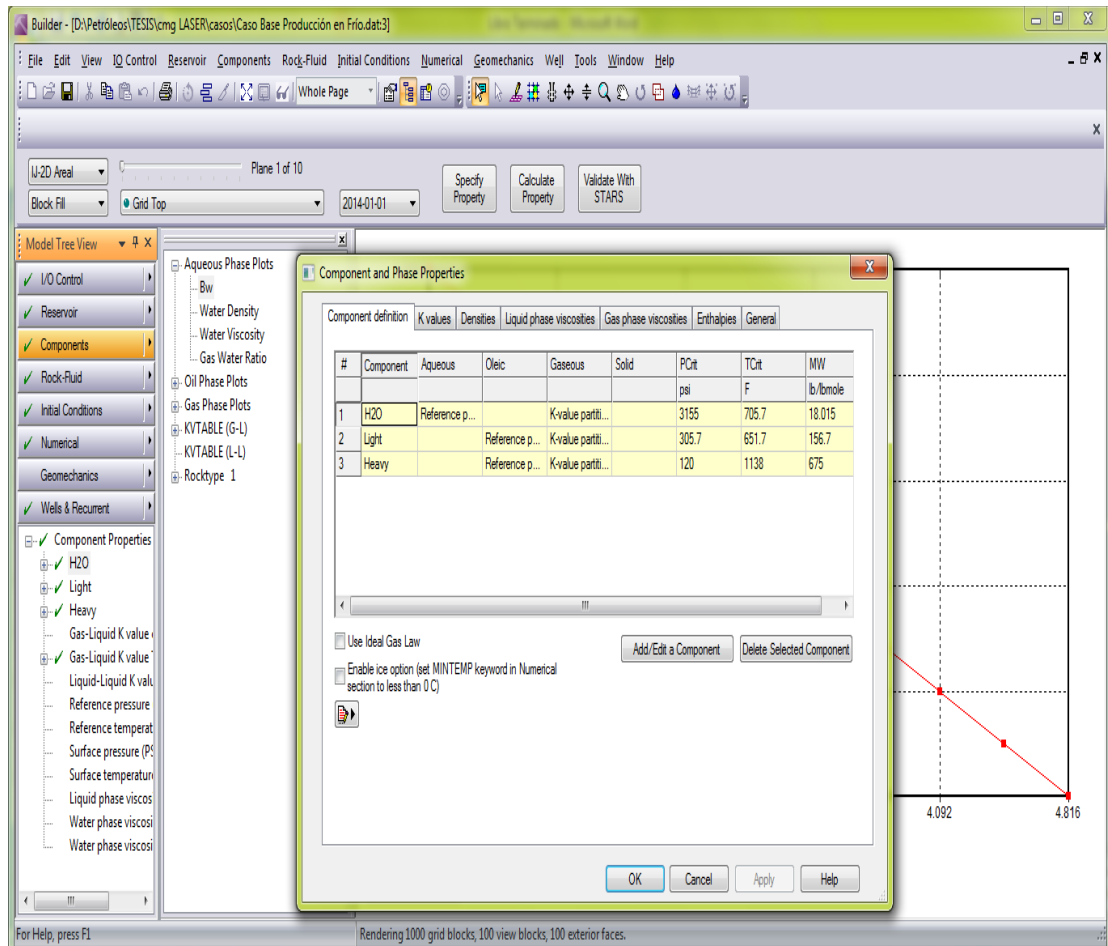 Builder - [D:\Petróleos\TESIS\cmg LASER\casos\Caso Base Producción en Frío.dat:3]
File Edit View IO Control Reservoir Components Rock-Fluid Initial Conditions Numerical Geomechanics Well Tools Window Help
Whole Page
IJ-2D Areal
Plane 1 of 10
Block Fill
Grid Top
2014-01-01
Specify Property
Calculate Property
Validate With STARS
Model Tree View
I/O Control
Reservoir
Components
Rock-Fluid
Initial Conditions
Numerical
Geomechanics
Wells & Recurrent
Component Properties
H2O
Light
Heavy
Gas-Liquid K value
Gas-Liquid K value
Liquid-Liquid K valu
Reference pressure
Reference temperat
Surface pressure (PS
Surface temperature
Liquid phase viscos
Water phase viscosi
Water phase viscosi
Aqueous Phase Plots
Bw
Water Density
Water Viscosity
Gas Water Ratio
Oil Phase Plots
Gas Phase Plots
KVTABLE (G-L)
KVTABLE (L-L)
Rocktype 1
Component and Phase Properties
Component definition K values Densities Liquid phase viscosities Gas phase viscosities Enthalpies General
# Component Aqueous Oleic Gaseous Solid PCrit TCrit MW
psi F lb/lbmole
1 H2O Reference p... K-value partiti... 3155 705.7 18.015
2 Light Reference p... K-value partiti... 305.7 651.7 156.7
3 Heavy Reference p... K-value partiti... 120 1138 675
Use Ideal Gas Law
Add/Edit a Component
Delete Selected Component
Enable ice option (set MINTEMP keyword in Numerical
section to less than 0 C)
OK Cancel Apply Help
4.092 4.816
For Help, press F1
Rendering 1000 grid blocks, 100 view blocks, 100 exterior faces.